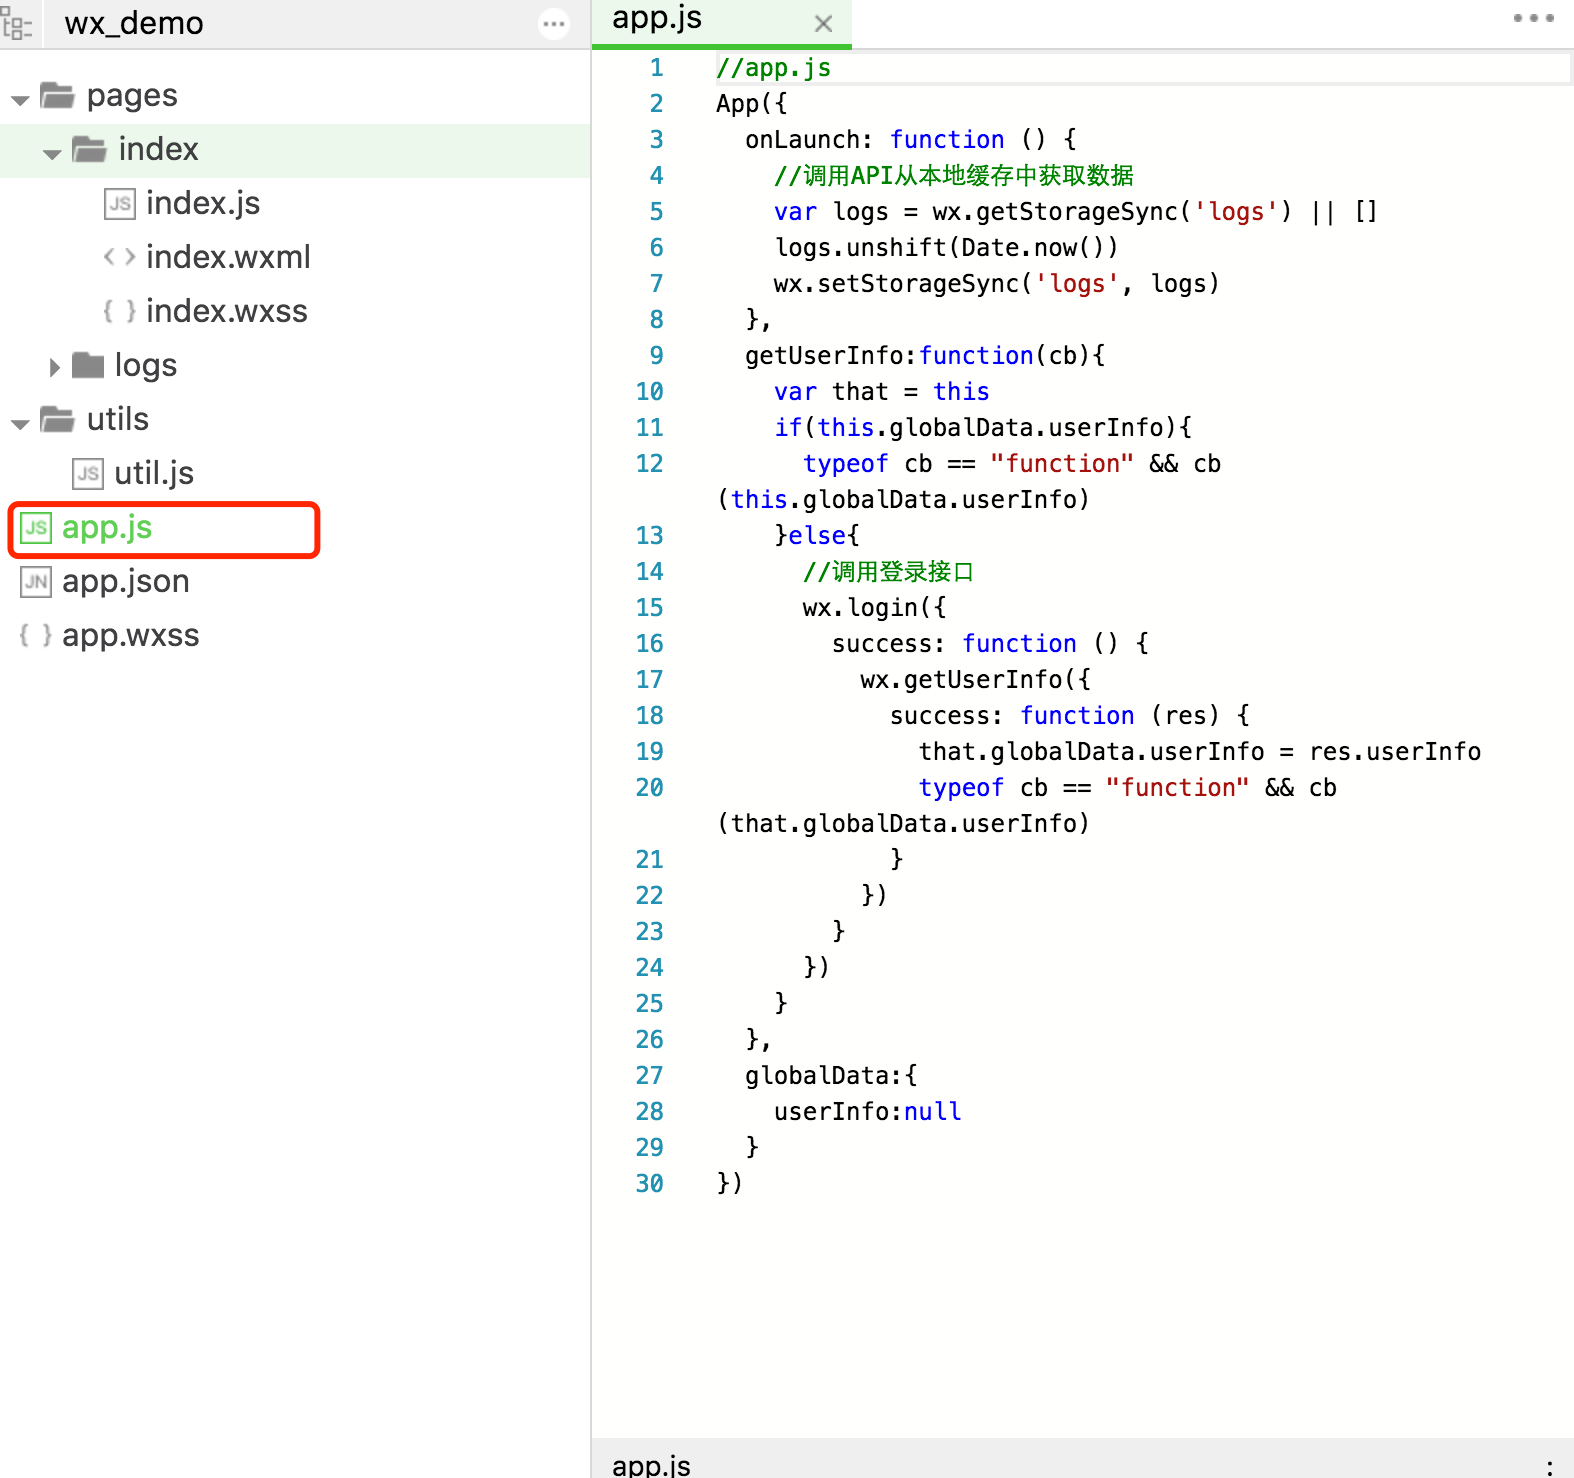 wx_demo
pages
index
JS index.js
< > index.wxml
{ } index.wxss
logs
utils
JS util.js
JS app.js
JN app.json
{ } app.wxss
app.js
1 //app.js
2 App({
3   onLaunch: function () {
4     //调用API从本地缓存中获取数据
5     var logs = wx.getStorageSync('logs') || []
6     logs.unshift(Date.now())
7     wx.setStorageSync('logs', logs)
8   },
9   getUserInfo:function(cb){
10     var that = this
11     if(this.globalData.userInfo){
12       typeof cb == "function" && cb
(this.globalData.userInfo)
13     }else{
14       //调用登录接口
15       wx.login({
16         success: function () {
17           wx.getUserInfo({
18             success: function (res) {
19               that.globalData.userInfo = res.userInfo
20               typeof cb == "function" && cb
(that.globalData.userInfo)
21             }
22           })
23         }
24       })
25     }
26   },
27   globalData:{
28     userInfo:null
29   }
30 })
app.js